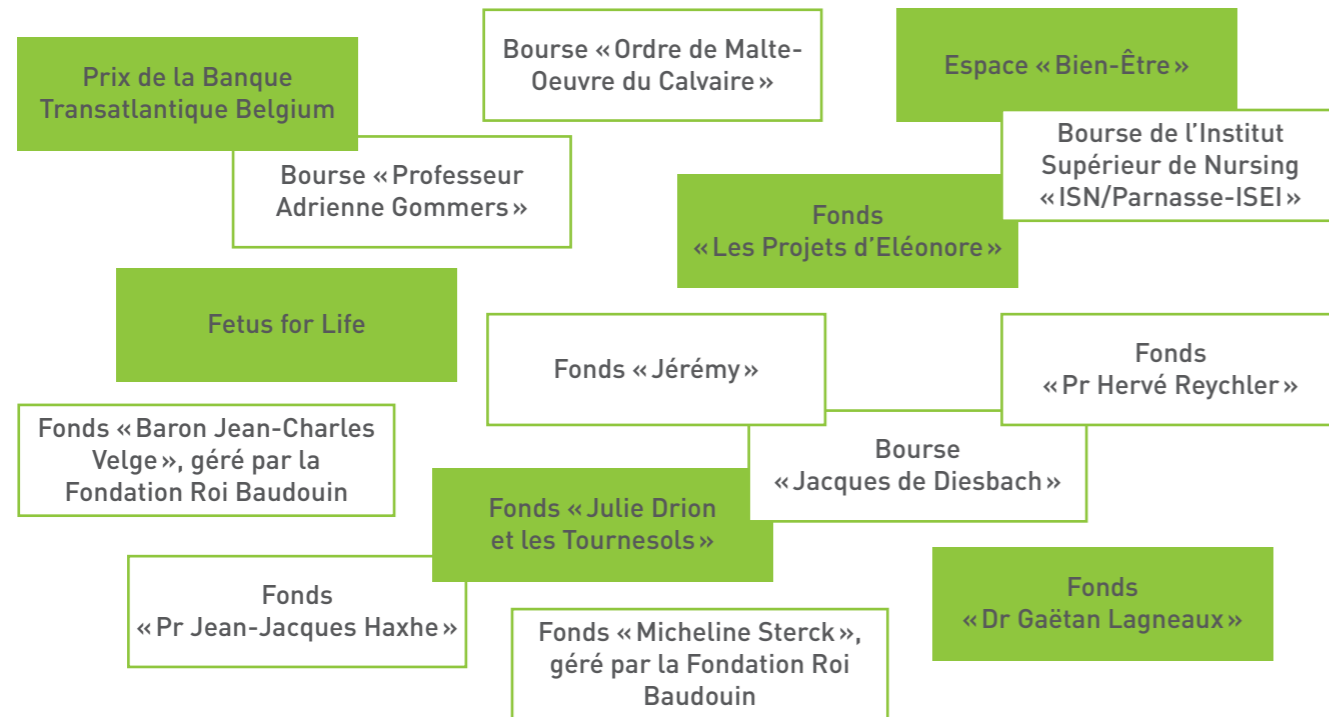 Prix de la Banque
Transatlantique Belgium
Bourse «Ordre de Malte-
Oeuvre du Calvaire»
Espace «Bien-Être»
Bourse «Professeur
Adrienne Gommers»
Bourse de l’Institut
Supérieur de Nursing
«ISN/Parnasse-ISEI»
Fonds
«Les Projets d’Eléonore»
Fetus for Life
Fonds «Jérémy»
Fonds
«Pr Hervé Reychler»
Fonds «Baron Jean-Charles
Velge», géré par la
Fondation Roi Baudouin
Bourse
«Jacques de Diesbach»
Fonds «Julie Drion
et les Tournesols»
Fonds
«Pr Jean-Jacques Haxhe»
Fonds «Micheline Sterck»,
géré par la Fondation Roi
Baudouin
Fonds
«Dr Gaëtan Lagneaux»